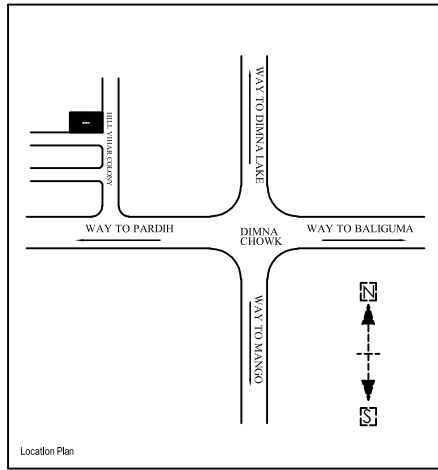 WAY TO DIMNA LAKE
HILL VIHAR COLONY
WAY TO PARDIH
DIMNA
CHOWK
WAY TO BALIGUMA
WAY TO MANGO
N
S
Location Plan